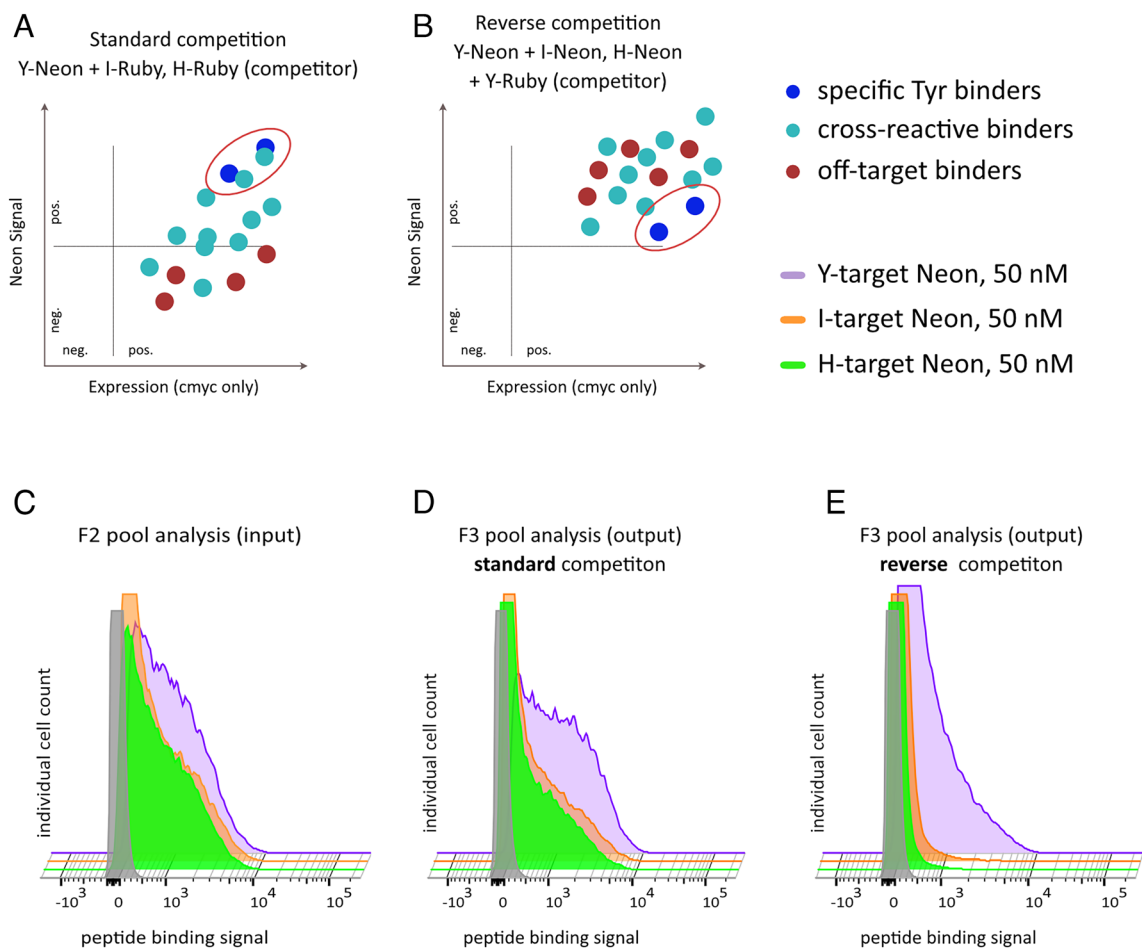 A
Standard competition
Y-Neon + I-Ruby, H-Ruby (competitor)
Neon Signal
pos.
neg.
neg.
pos.
Expression (cmyc only)
B
Reverse competition
Y-Neon + I-Neon, H-Neon
+ Y-Ruby (competitor)
Neon Signal
pos.
neg.
neg.
pos.
Expression (cmyc only)
specific Tyr binders
cross-reactive binders
off-target binders
Y-target Neon, 50 nM
I-target Neon, 50 nM
H-target Neon, 50 nM
C
F2 pool analysis (input)
individual cell count
-10³ 0 10³ 10⁴ 10⁵
peptide binding signal
D
F3 pool analysis (output)
standard competiton
individual cell count
-10³ 0 10³ 10⁴ 10⁵
peptide binding signal
E
F3 pool analysis (output)
reverse competiton
individual cell count
-10³ 0 10³ 10⁴ 10⁵
peptide binding signal